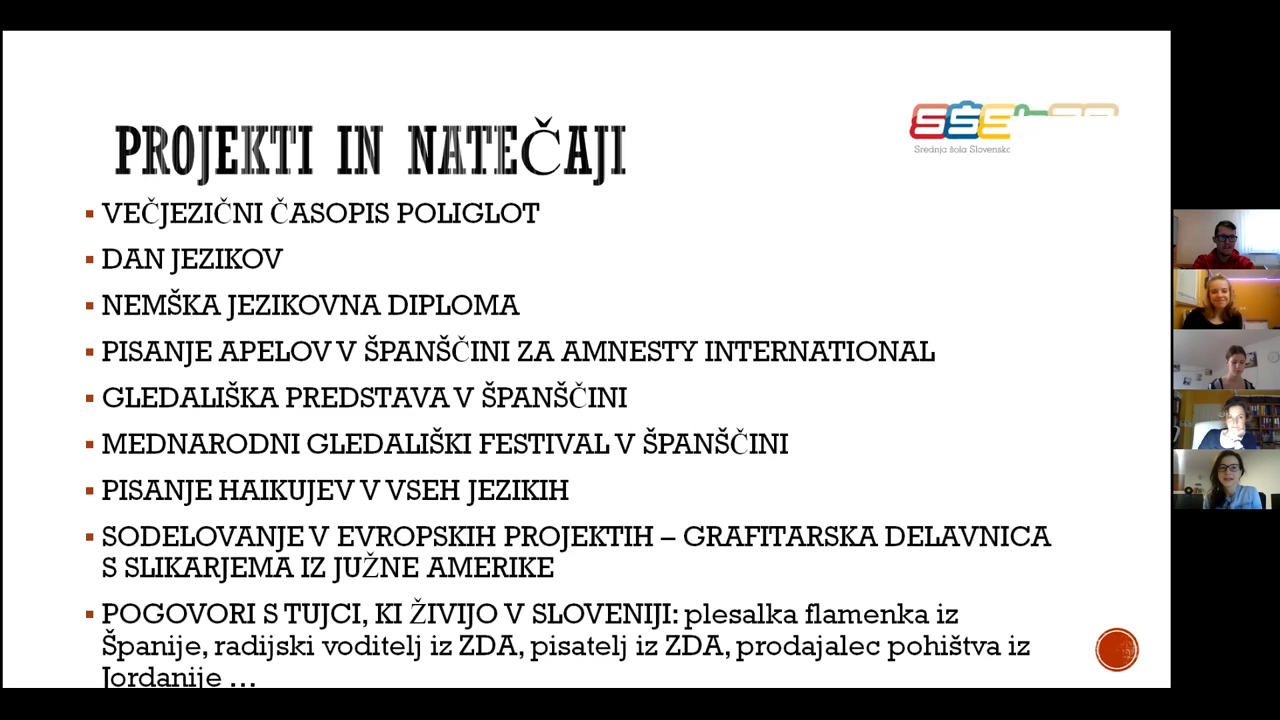 PROJEKTI IN NATEČAJI
SŠE
Srednja šola Slovensk
▪ VEČJEZIČNI ČASOPIS POLIGLOT
▪ DAN JEZIKOV
▪ NEMŠKA JEZIKOVNA DIPLOMA
▪ PISANJE APELOV V ŠPANŠČINI ZA AMNESTY INTERNATIONAL
▪ GLEDALIŠKA PREDSTAVA V ŠPANŠČINI
▪ MEDNARODNI GLEDALIŠKI FESTIVAL V ŠPANŠČINI
▪ PISANJE HAIKUJEV V VSEH JEZIKIH
▪ SODELOVANJE V EVROPSKIH PROJEKTIH – GRAFITARSKA DELAVNICA
S SLIKARJEMA IZ JUŽNE AMERIKE
▪ POGOVORI S TUJCI, KI ŽIVIJO V SLOVENIJI: plesalka flamenka iz
Španije, radijski voditelj iz ZDA, pisatelj iz ZDA, prodajalec pohištva iz
Jordanije ...